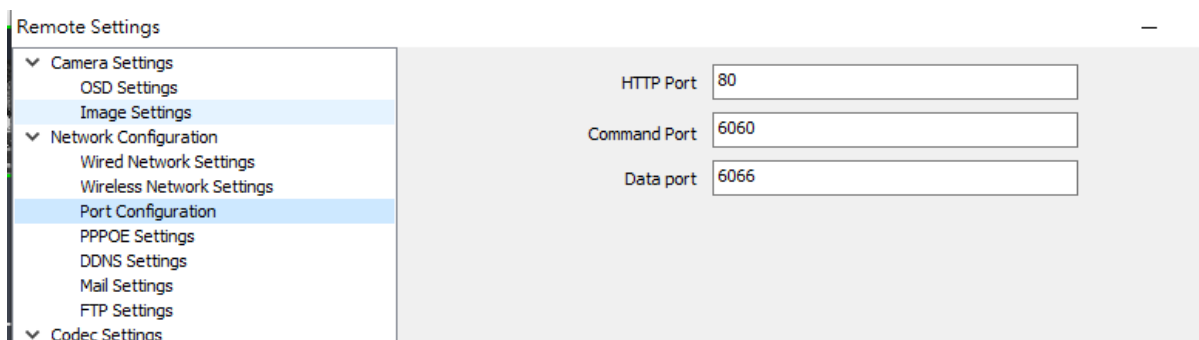 Remote Settings
Camera Settings
OSD Settings
Image Settings
Network Configuration
Wired Network Settings
Wireless Network Settings
Port Configuration
PPPOE Settings
DDNS Settings
Mail Settings
FTP Settings
Codec Settings
HTTP Port 80
Command Port 6060
Data port 6066